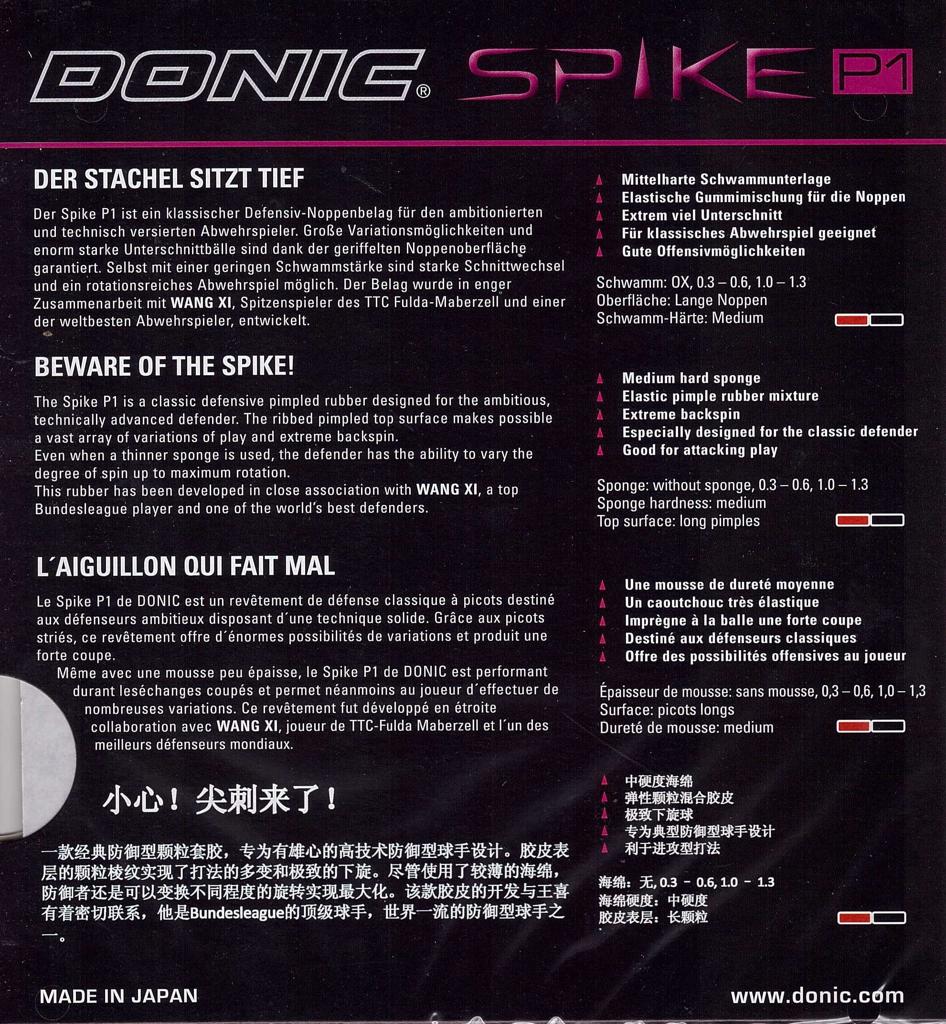 DONIC® SPIKE P1
DER STACHEL SITZT TIEF
Der Spike P1 ist ein klassischer Defensiv-Noppenbelag für den ambitionierten
und technisch versierten Abwehrspieler. Große Variationsmöglichkeiten und
enorm starke Unterschnittbälle sind dank der geriffelten Noppenoberfläche
garantiert. Selbst mit einer geringen Schwammstärke sind starke Schnittwechsel
und ein rotationsreiches Abwehrspiel möglich. Der Belag wurde in enger
Zusammenarbeit mit WANG XI, Spitzenspieler des TTC Fulda-Maberzell und einer
der weltbesten Abwehrspieler, entwickelt.
Mittelharte Schwammunterlage
Elastische Gummimischung für die Noppen
Extrem viel Unterschnitt
Für klassisches Abwehrspiel geeignet
Gute Offensivmöglichkeiten
Schwamm: OX, 0.3 – 0.6, 1.0 – 1.3
Oberfläche: Lange Noppen
Schwamm-Härte: Medium
BEWARE OF THE SPIKE!
The Spike P1 is a classic defensive pimpled rubber designed for the ambitious,
technically advanced defender. The ribbed pimpled top surface makes possible
a vast array of variations of play and extreme backspin.
Even when a thinner sponge is used, the defender has the ability to vary the
degree of spin up to maximum rotation.
This rubber has been developed in close association with WANG XI, a top
Bundesleague player and one of the world's best defenders.
Medium hard sponge
Elastic pimple rubber mixture
Extreme backspin
Especially designed for the classic defender
Good for attacking play
Sponge: without sponge, 0.3 – 0.6, 1.0 – 1.3
Sponge hardness: medium
Top surface: long pimples
L´AIGUILLON QUI FAIT MAL
Le Spike P1 de DONIC est un revêtement de défense classique à picots destiné
aux défenseurs ambitieux disposant d´une technique solide. Grâce aux picots
striés, ce revêtement offre d´énormes possibilités de variations et produit une
forte coupe.
Même avec une mousse peu épaisse, le Spike P1 de DONIC est performant
durant leséchanges coupés et permet néanmoins au joueur d´effectuer de
nombreuses variations. Ce revêtement fut développé en étroite
collaboration avec WANG XI, joueur de TTC-Fulda Maberzell et l´un des
meilleurs défenseurs mondiaux.
Une mousse de dureté moyenne
Un caoutchouc très élastique
Imprègne à la balle une forte coupe
Destiné aux défenseurs classiques
Offre des possibilités offensives au joueur
Épaisseur de mousse: sans mousse, 0,3 – 0,6, 1,0 – 1,3
Surface: picots longs
Dureté de mousse: medium
小心！尖刺来了！
一款经典防御型颗粒套胶，专为有雄心的高技术防御型球手设计。胶皮表
层的颗粒棱纹实现了打法的多变和极致的下旋。尽管使用了较薄的海绵，
防御者还是可以变换不同程度的旋转实现最大化。该款胶皮的开发与王喜
有着密切联系，他是Bundesleague的顶级球手，世界一流的防御型球手之
一。
中硬度海绵
弹性颗粒混合胶皮
极致下旋球
专为典型防御型球手设计
利于进攻型打法
海绵：无, 0.3 – 0.6, 1.0 – 1.3
海绵硬度：中硬度
胶皮表层：长颗粒
MADE IN JAPAN
www.donic.com